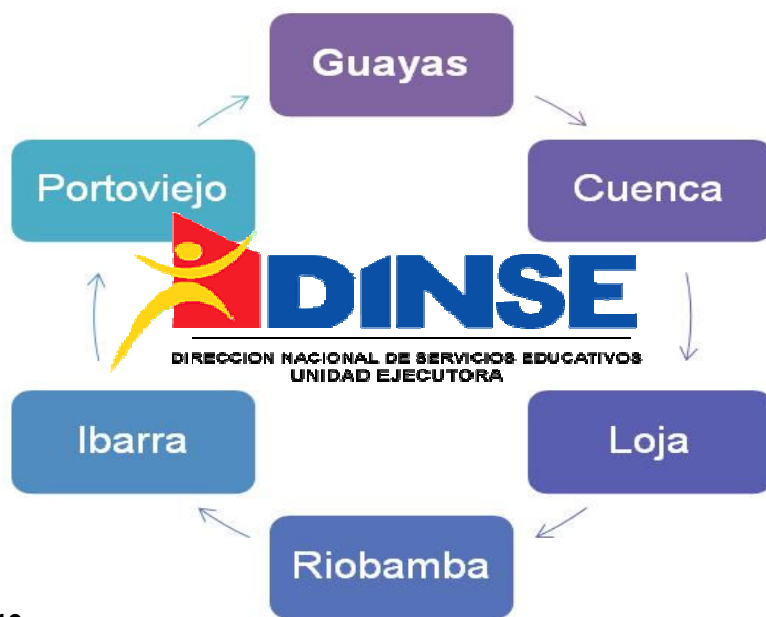 Guayas
Portoviejo
Cuenca
DINSE
DIRECCION NACIONAL DE SERVICIOS EDUCATIVOS
UNIDAD EJECUTORA
Ibarra
Loja
Riobamba